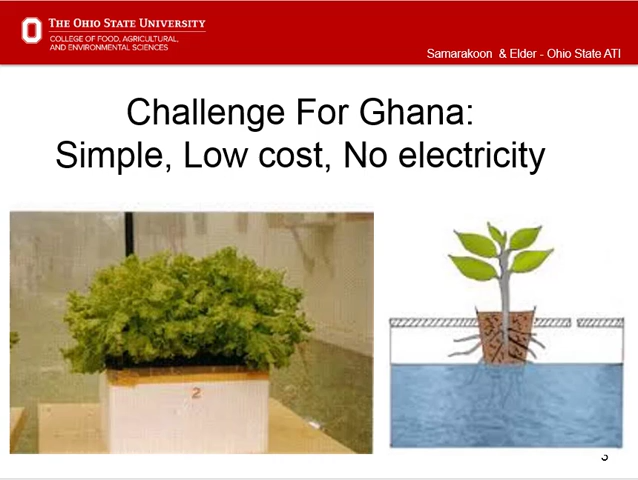 THE OHIO STATE UNIVERSITY
COLLEGE OF FOOD, AGRICULTURAL,
AND ENVIRONMENTAL SCIENCES
Samarakoon & Elder - Ohio State ATI
Challenge For Ghana:
Simple, Low cost, No electricity
2
3